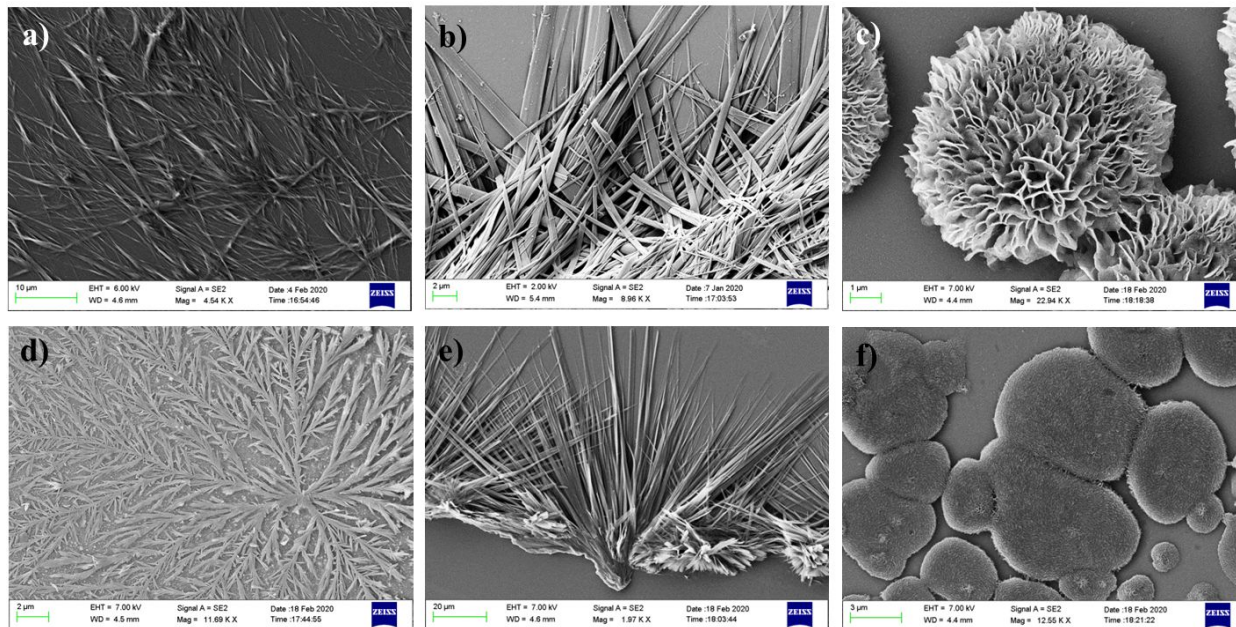 a)
10 µm EHT = 6.00 kV Signal A = SE2 Date :4 Feb 2020
WD = 4.6 mm Mag = 4.54 K X Time :16:54:46
ZEISS
b)
2 µm EHT = 2.00 kV Signal A = SE2 Date :7 Jan 2020
WD = 5.4 mm Mag = 8.96 K X Time :17:03:53
ZEISS
c)
1 µm EHT = 7.00 kV Signal A = SE2 Date :18 Feb 2020
WD = 4.4 mm Mag = 22.94 K X Time :18:18:38
ZEISS
d)
2 µm EHT = 7.00 kV Signal A = SE2 Date :18 Feb 2020
WD = 4.5 mm Mag = 11.69 K X Time :17:44:55
ZEISS
e)
20 µm EHT = 7.00 kV Signal A = SE2 Date :18 Feb 2020
WD = 4.6 mm Mag = 1.97 K X Time :18:03:44
ZEISS
f)
3 µm EHT = 7.00 kV Signal A = SE2 Date :18 Feb 2020
WD = 4.4 mm Mag = 12.55 K X Time :18:21:22
ZEISS